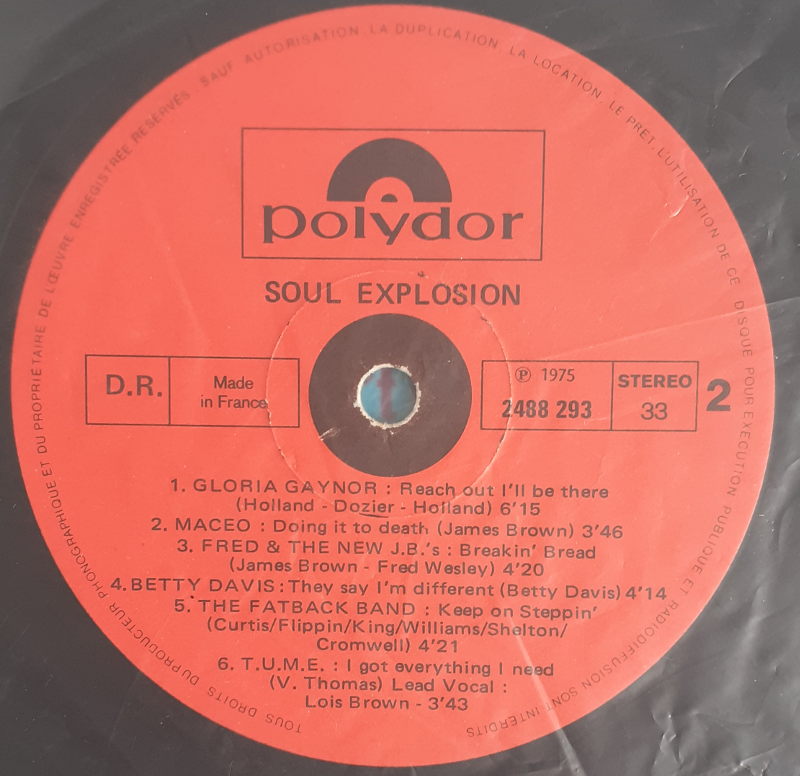 TOUS DROITS DU PRODUCTEUR PHONOGRAPHIQUE ET DU PROPRIÉTAIRE DE L'ŒUVRE ENREGISTRÉE RÉSERVÉS. SAUF AUTORISATION, LA DUPLICATION, LA LOCATION, LE PRÊT, L'UTILISATION DE CE DISQUE POUR EXÉCUTION PUBLIQUE ET RADIODIFFUSION SONT INTERDITS
polydor
SOUL EXPLOSION
D.R.
Made
in France
℗ 1975
2488 293
STEREO
33
2
1. GLORIA GAYNOR : Reach out I'll be there
(Holland - Dozier - Holland) 6'15
2. MACEO : Doing it to death (James Brown) 3'46
3. FRED & THE NEW J.B.'s : Breakin' Bread
(James Brown - Fred Wesley) 4'20
4. BETTY DAVIS : They say I'm different (Betty Davis) 4'14
5. THE FATBACK BAND : Keep on Steppin'
(Curtis/Flippin/King/Williams/Shelton/
Cromwell) 4'21
6. T.U.M.E. : I got everything I need
(V. Thomas) Lead Vocal :
Lois Brown - 3'43